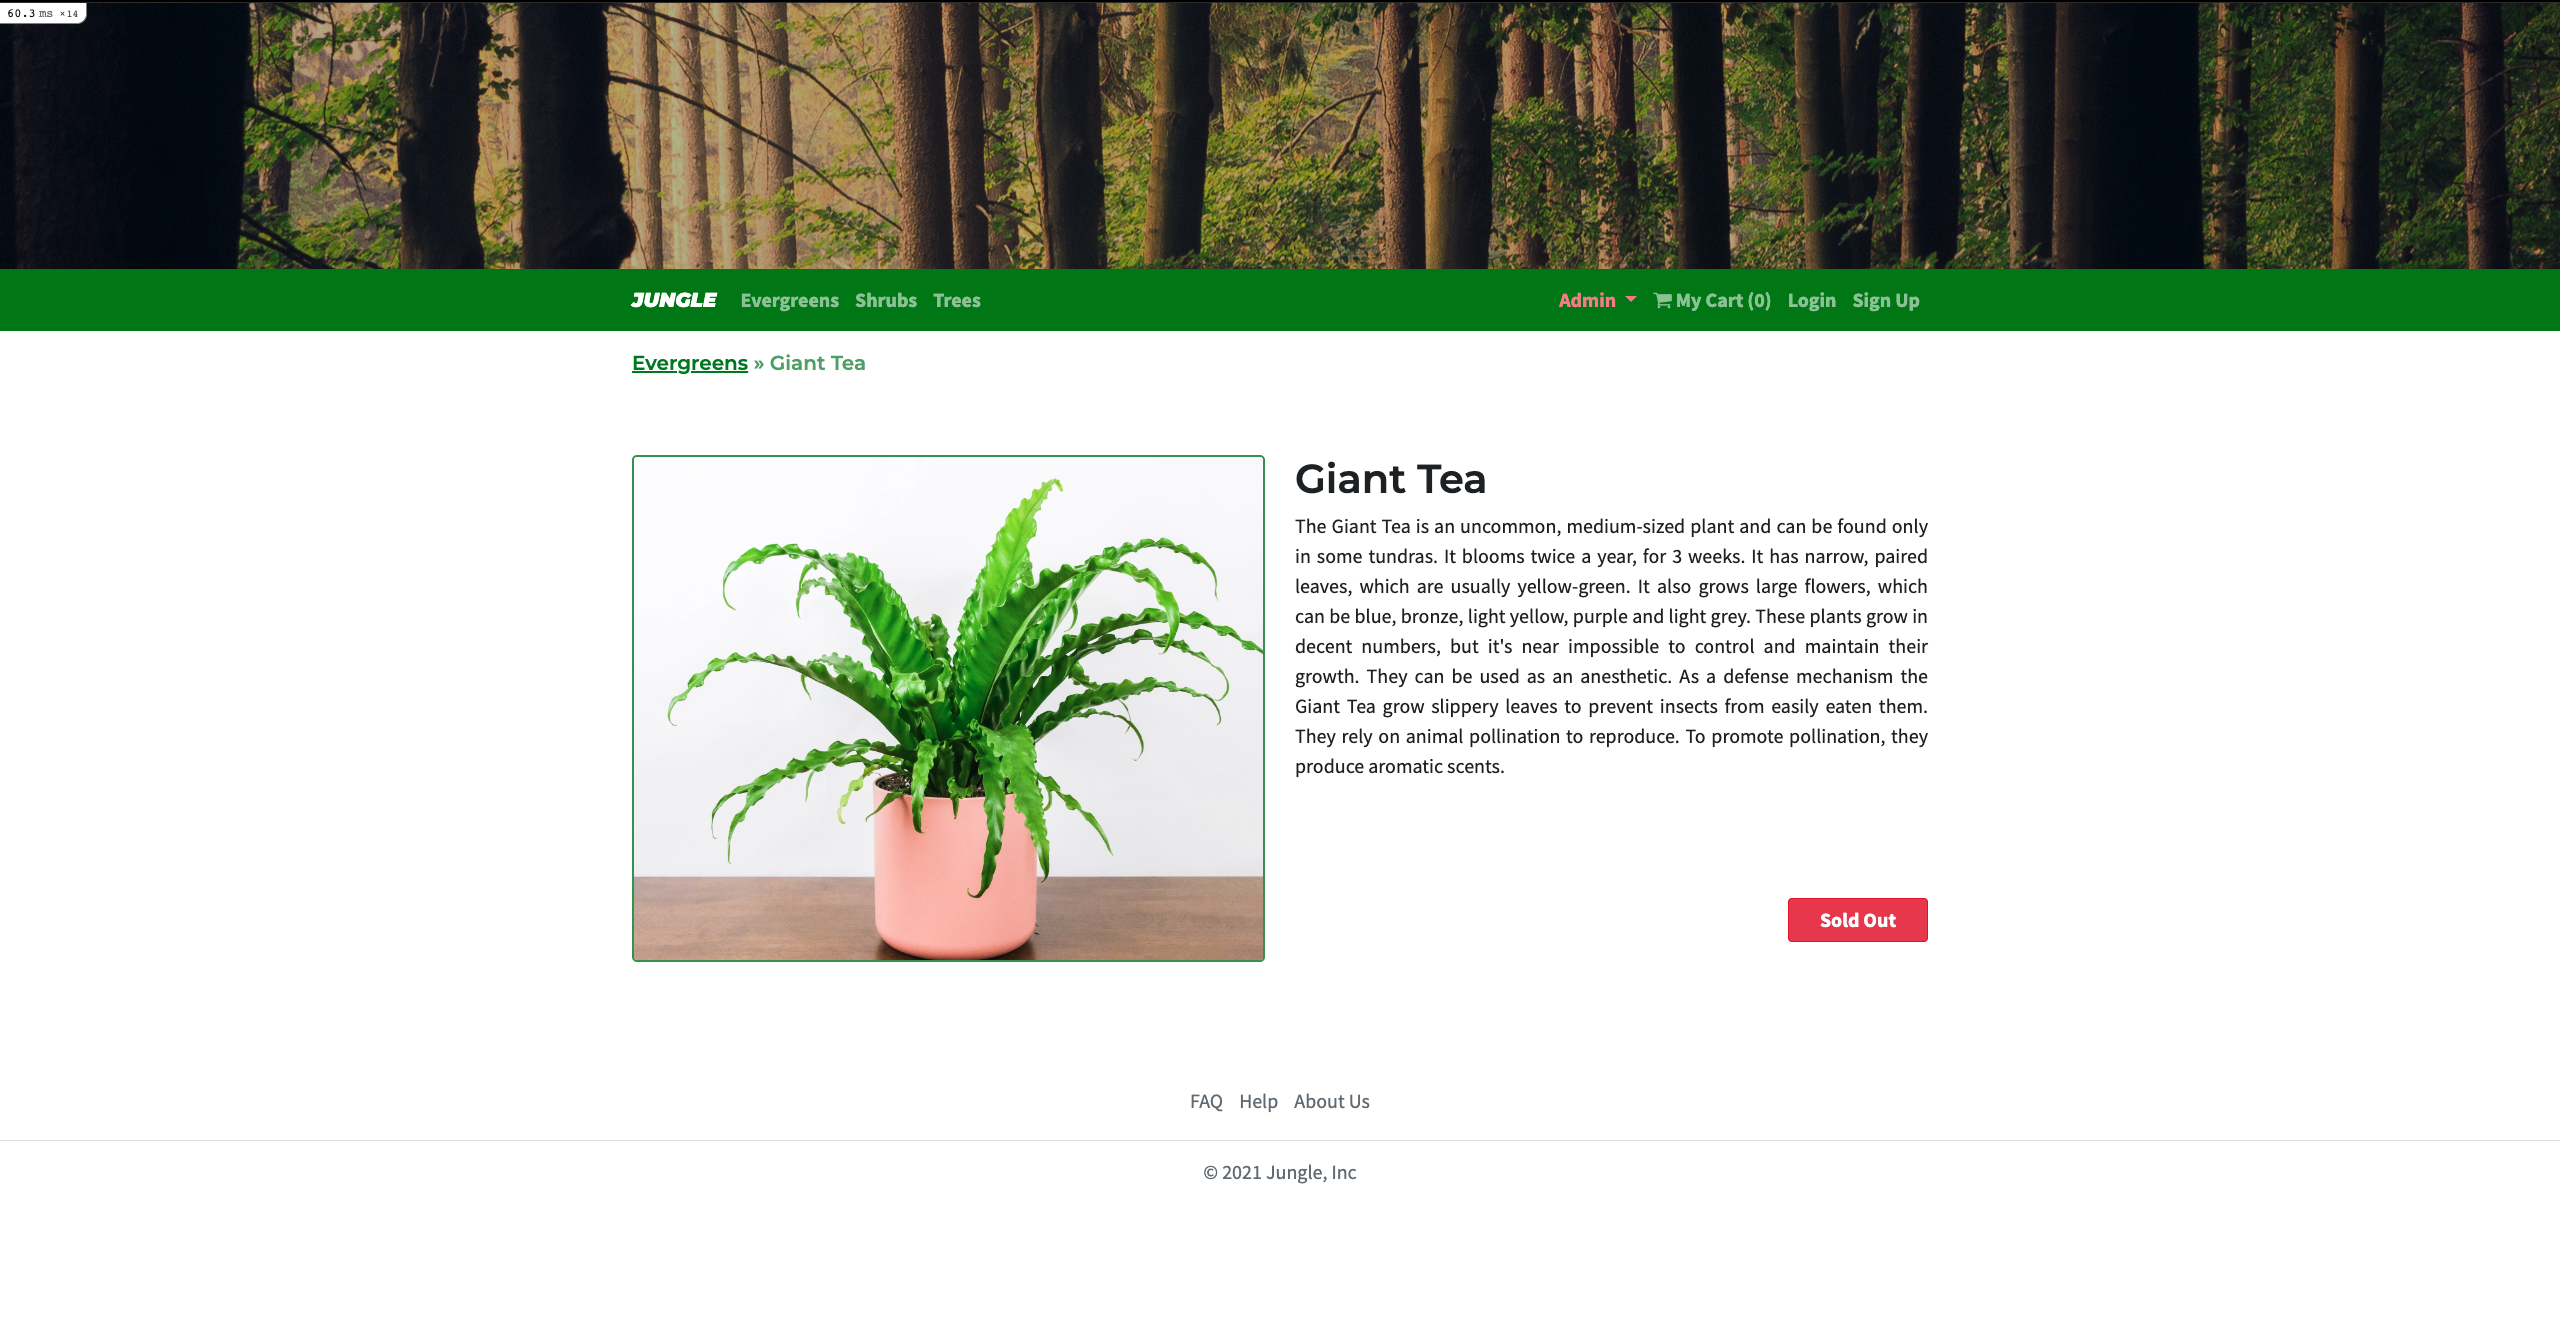 60.3 ms ×14
JUNGLE Evergreens Shrubs Trees Admin My Cart (0) Login Sign Up
Evergreens » Giant Tea
Giant Tea
The Giant Tea is an uncommon, medium-sized plant and can be found only
in some tundras. It blooms twice a year, for 3 weeks. It has narrow, paired
leaves, which are usually yellow-green. It also grows large flowers, which
can be blue, bronze, light yellow, purple and light grey. These plants grow in
decent numbers, but it's near impossible to control and maintain their
growth. They can be used as an anesthetic. As a defense mechanism the
Giant Tea grow slippery leaves to prevent insects from easily eaten them.
They rely on animal pollination to reproduce. To promote pollination, they
produce aromatic scents.
Sold Out
FAQ Help About Us
© 2021 Jungle, Inc